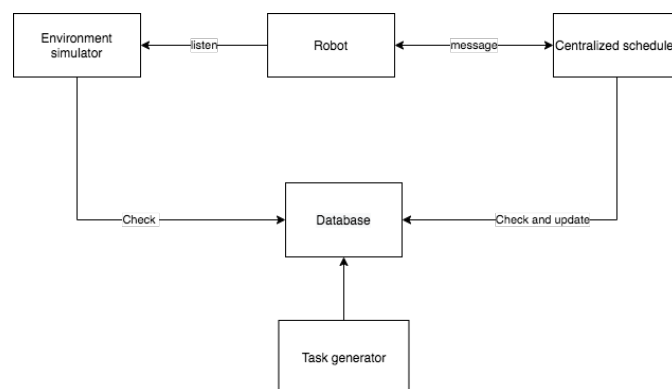 Environment
simulator
listen
Robot
message
Centralized schedule
Check
Database
Check and update
Task generator